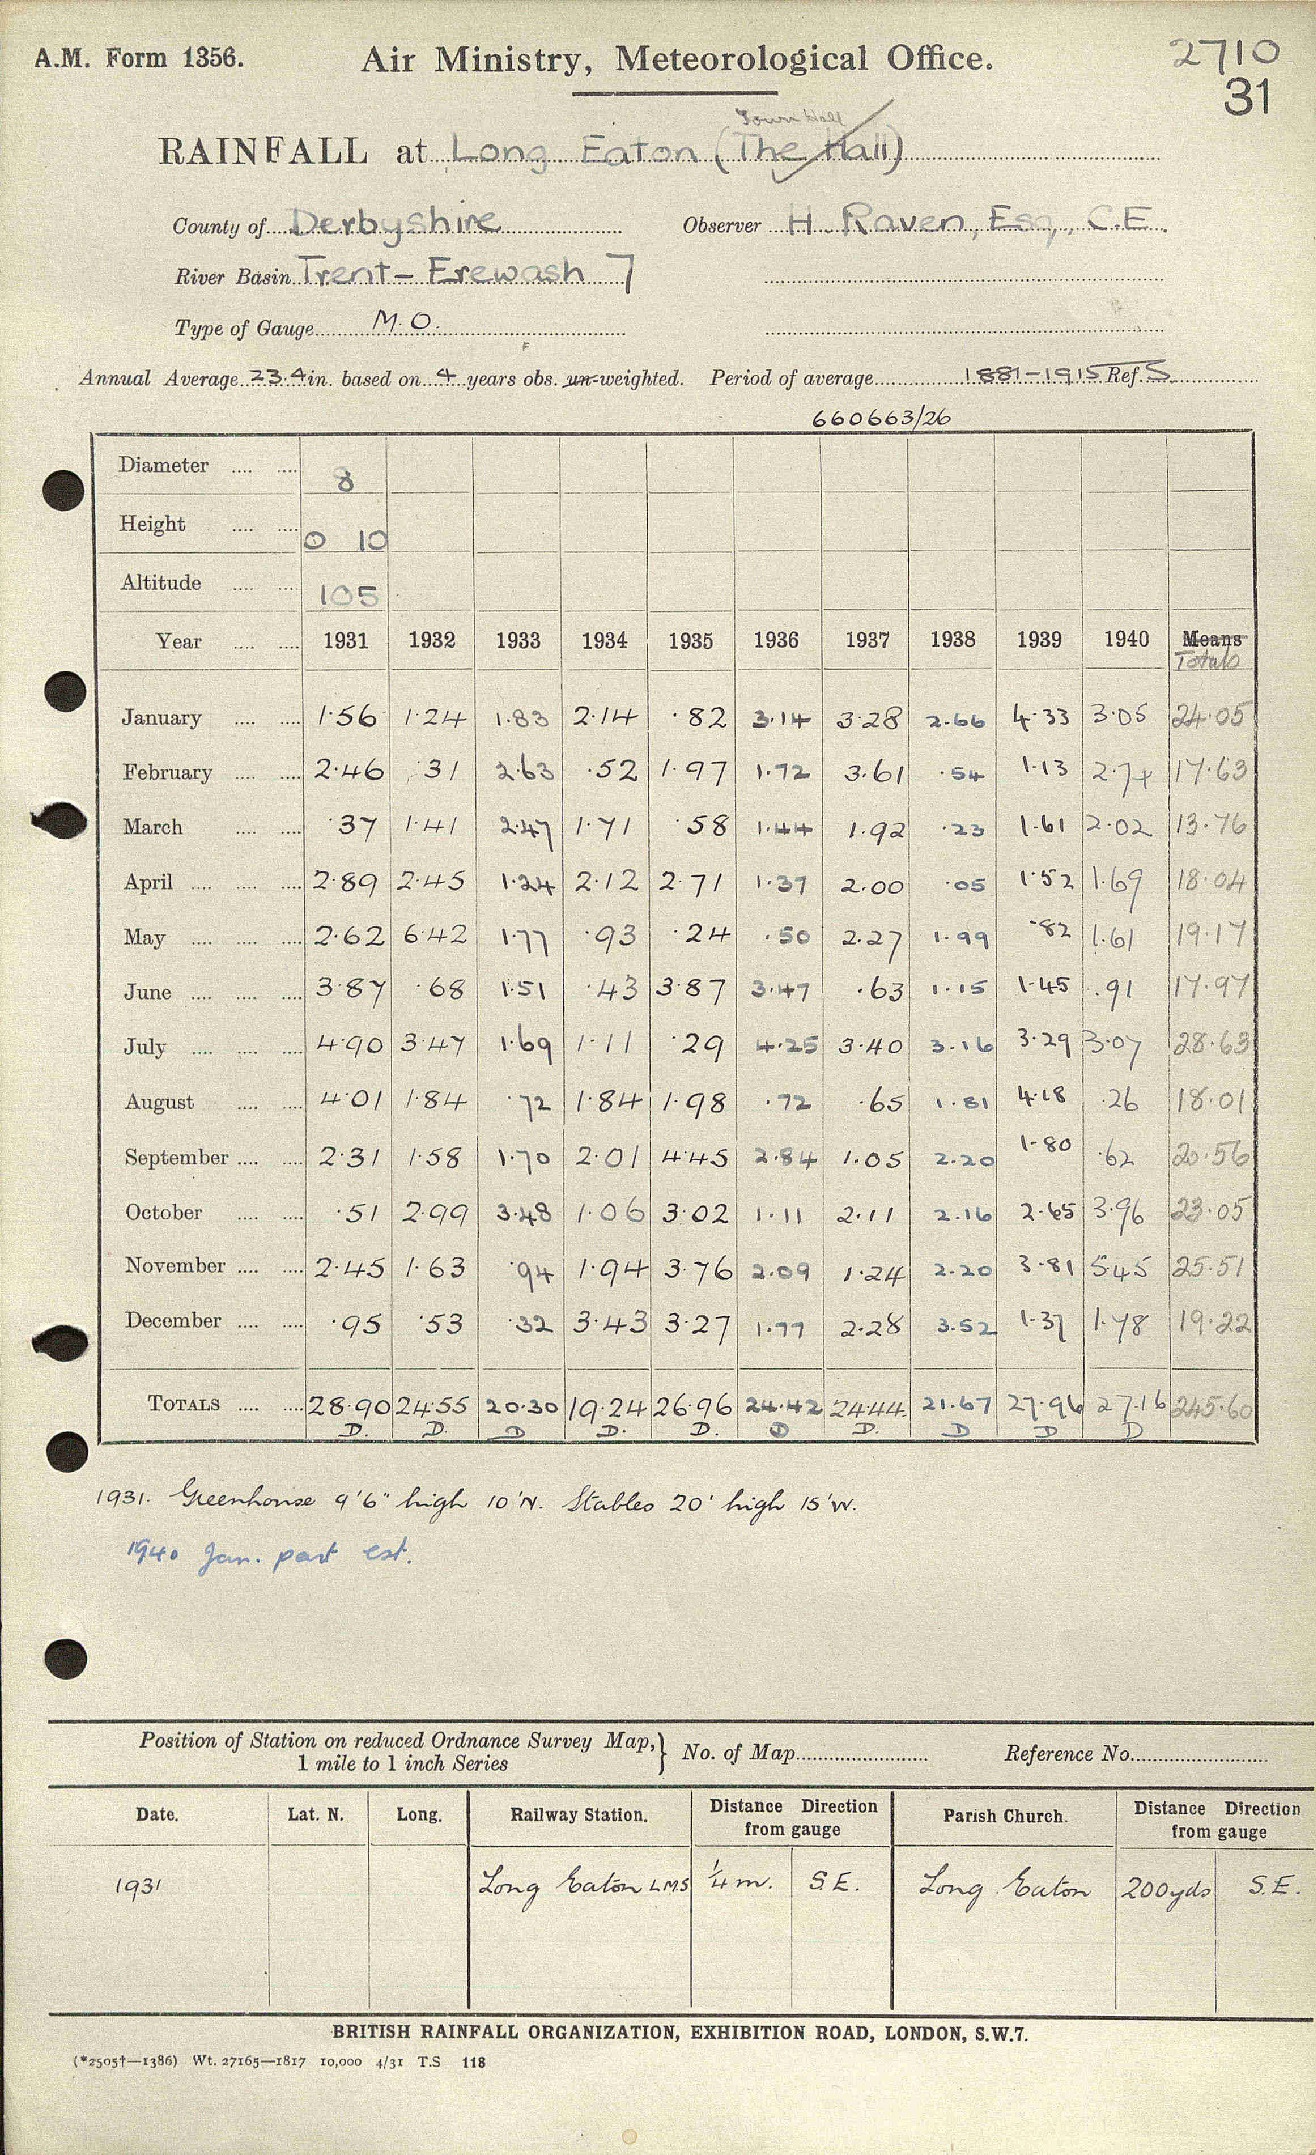 A.M. Form 1356. Air Ministry, Meteorological Office. 2710
31
Town Hall
RAINFALL at Long Eaton (The Hall)
County of Derbyshire Observer H. Raven, Esq., C.E.
River Basin Trent - Erewash 7
Type of Gauge M.O.
Annual Average 23.4 in. based on 4 years obs. un-weighted. Period of average 1881-1915 Ref. S
660663/26
Diameter 8
Height 0 10
Altitude 105
Year 1931 1932 1933 1934 1935 1936 1937 1938 1939 1940 Means
Totals
January 1.56 1.24 1.83 2.14 .82 3.14 3.28 2.66 4.33 3.05 24.05
February 2.46 .31 2.63 .52 1.97 1.72 3.61 .54 1.13 2.74 17.63
March .37 1.41 2.47 1.71 .58 1.44 1.92 .23 1.61 2.02 13.76
April 2.89 2.45 1.24 2.12 2.71 1.37 2.00 .05 1.52 1.69 18.04
May 2.62 6.42 1.77 .93 .24 .50 2.27 1.99 .82 1.61 19.17
June 3.87 .68 1.51 .43 3.87 3.47 .63 1.15 1.45 .91 17.97
July 4.90 3.47 1.69 1.11 .29 4.25 3.40 3.16 3.29 3.07 28.63
August 4.01 1.84 .72 1.84 1.98 .72 .65 1.81 4.18 .26 18.01
September 2.31 1.58 1.70 2.01 4.45 2.84 1.05 2.20 1.80 .62 20.56
October .51 2.99 3.48 1.06 3.02 1.11 2.11 2.16 2.65 3.96 23.05
November 2.45 1.63 .94 1.94 3.76 2.09 1.24 2.20 3.81 5.45 25.51
December .95 .53 .32 3.43 3.27 1.77 2.28 3.52 1.37 1.78 19.22
TOTALS 28.90 24.55 20.30 19.24 26.96 24.42 24.44 21.67 27.96 27.16 245.60
D. D. D D. D. D D. D D D
1931. Greenhouse 9'6" high 10'N. Stables 20' high 15'W.
1940 Jan. part est.
Position of Station on reduced Ordnance Survey Map, 1 mile to 1 inch Series } No. of Map Reference No.
Date. Lat. N. Long. Railway Station. Distance Direction from gauge Parish Church. Distance Direction from gauge
1931 Long Eaton LMS 1/4 m. S.E. Long Eaton 200yds S.E.
BRITISH RAINFALL ORGANIZATION, EXHIBITION ROAD, LONDON, S.W.7.
(*2505†—1386) Wt. 27165—1817 10,000 4/31 T.S 118